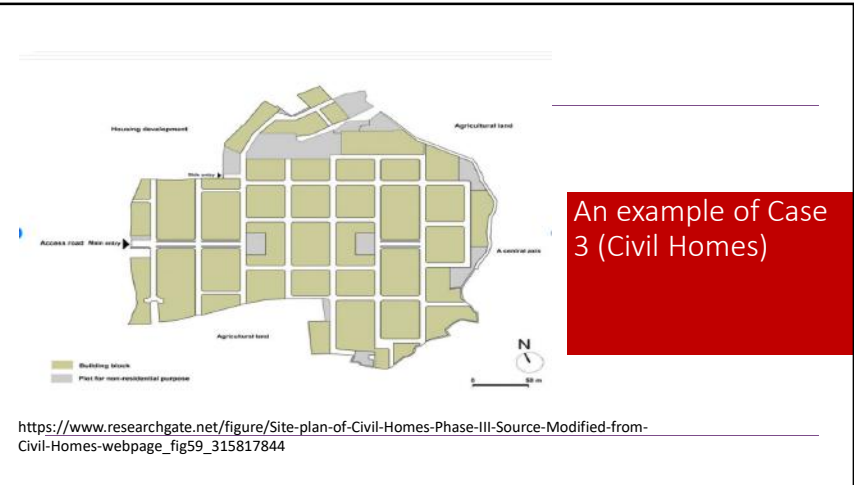 Housing development
Agricultural land
Side entry
Access road Main entry
A central axis
Agricultural land
Building block
Plot for non-residential purpose
N
0 50 m
An example of Case
3 (Civil Homes)
https://www.researchgate.net/figure/Site-plan-of-Civil-Homes-Phase-III-Source-Modified-from-
Civil-Homes-webpage_fig59_315817844